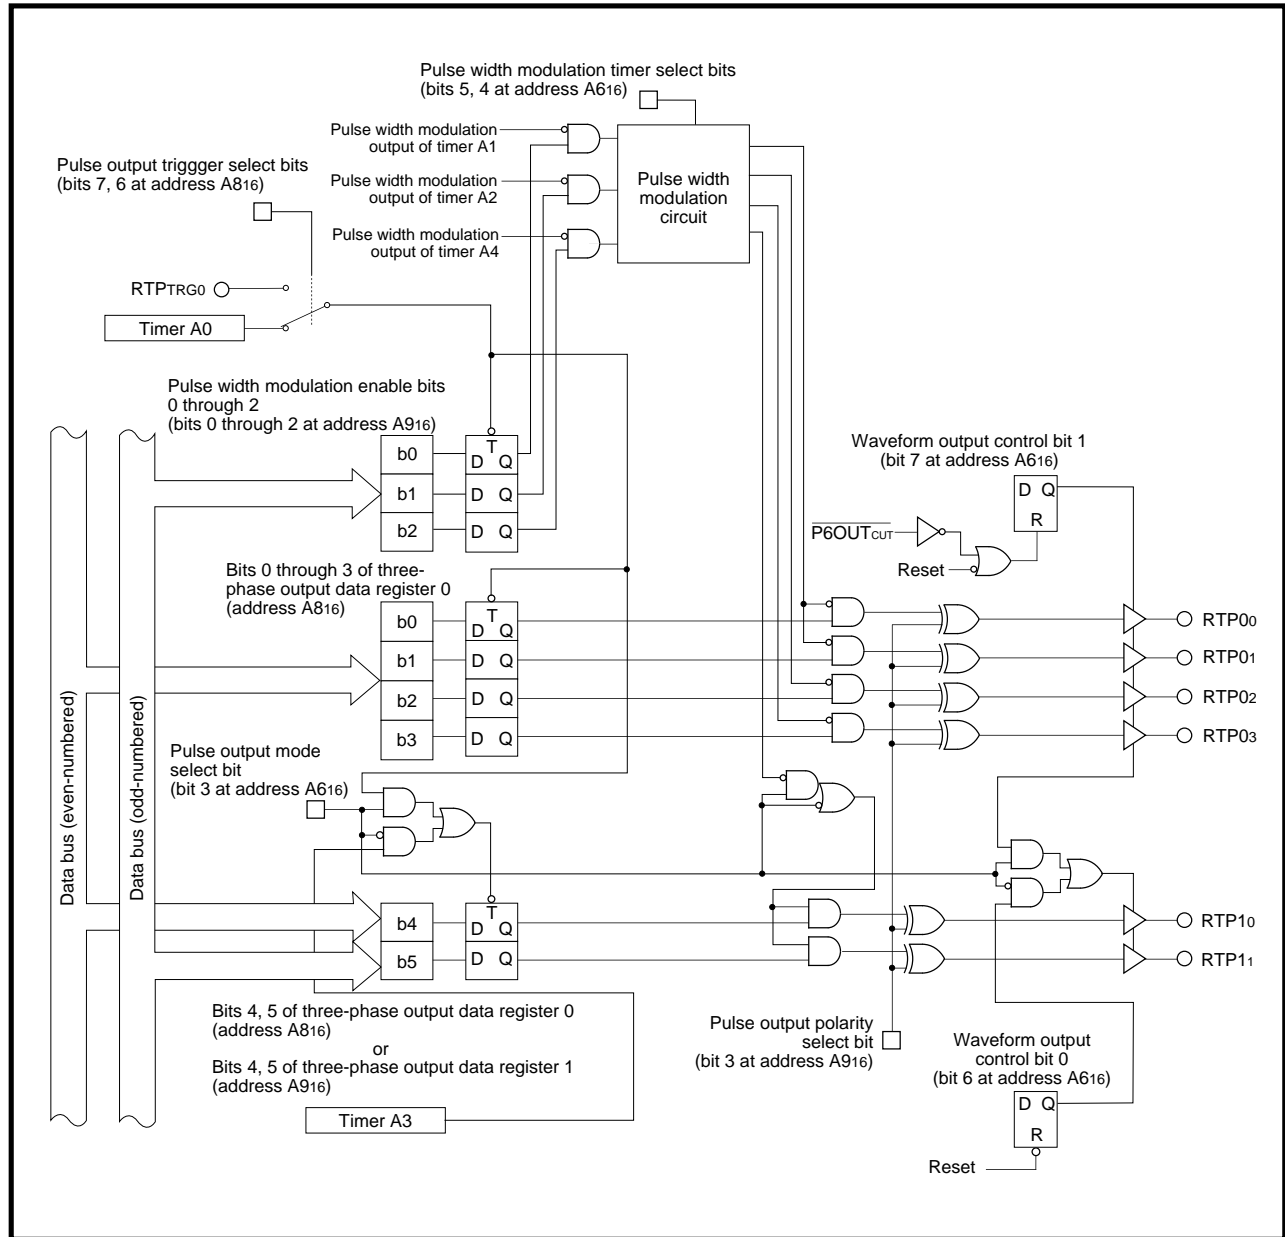 Pulse width modulation timer select bits
(bits 5, 4 at address A616)
Pulse width modulation
output of timer A1
Pulse output triggger select bits
(bits 7, 6 at address A816)
Pulse width modulation
output of timer A2
Pulse width
modulation
circuit
Pulse width modulation
output of timer A4
RTPTRG0
Timer A0
Pulse width modulation enable bits
0 through 2
(bits 0 through 2 at address A916)
b0
D T Q
b1
D Q
b2
D Q
Waveform output control bit 1
(bit 7 at address A616)
D Q
R
P6OUTCUT
Reset
Bits 0 through 3 of three-
phase output data register 0
(address A816)
b0
D T Q
RTP00
b1
D Q
RTP01
b2
D Q
RTP02
b3
D Q
RTP03
Data bus (even-numbered)
Data bus (odd-numbered)
Pulse output mode
select bit
(bit 3 at address A616)
b4
D T Q
RTP10
b5
D Q
RTP11
Bits 4, 5 of three-phase output data register 0
(address A816)
or
Bits 4, 5 of three-phase output data register 1
(address A916)
Timer A3
Pulse output polarity
select bit
(bit 3 at address A916)
Waveform output
control bit 0
(bit 6 at address A616)
D Q
R
Reset